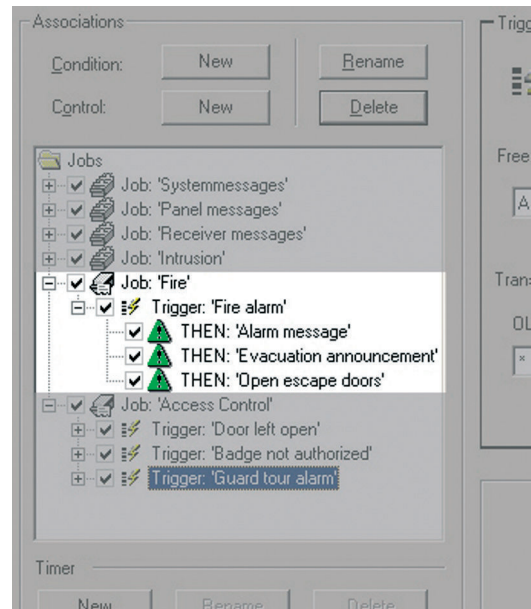 Associations
Condition:
New
Rename
Control:
New
Delete
Jobs
Job: 'Systemmessages'
Job: 'Panel messages'
Job: 'Receiver messages'
Job: 'Intrusion'
Job: 'Fire'
Trigger: 'Fire alarm'
THEN: 'Alarm message'
THEN: 'Evacuation announcement'
THEN: 'Open escape doors'
Job: 'Access Control'
Trigger: 'Door left open'
Trigger: 'Badge not authorized'
Trigger: 'Guard tour alarm'
Timer
New
Rename
Delete
Free
A
*